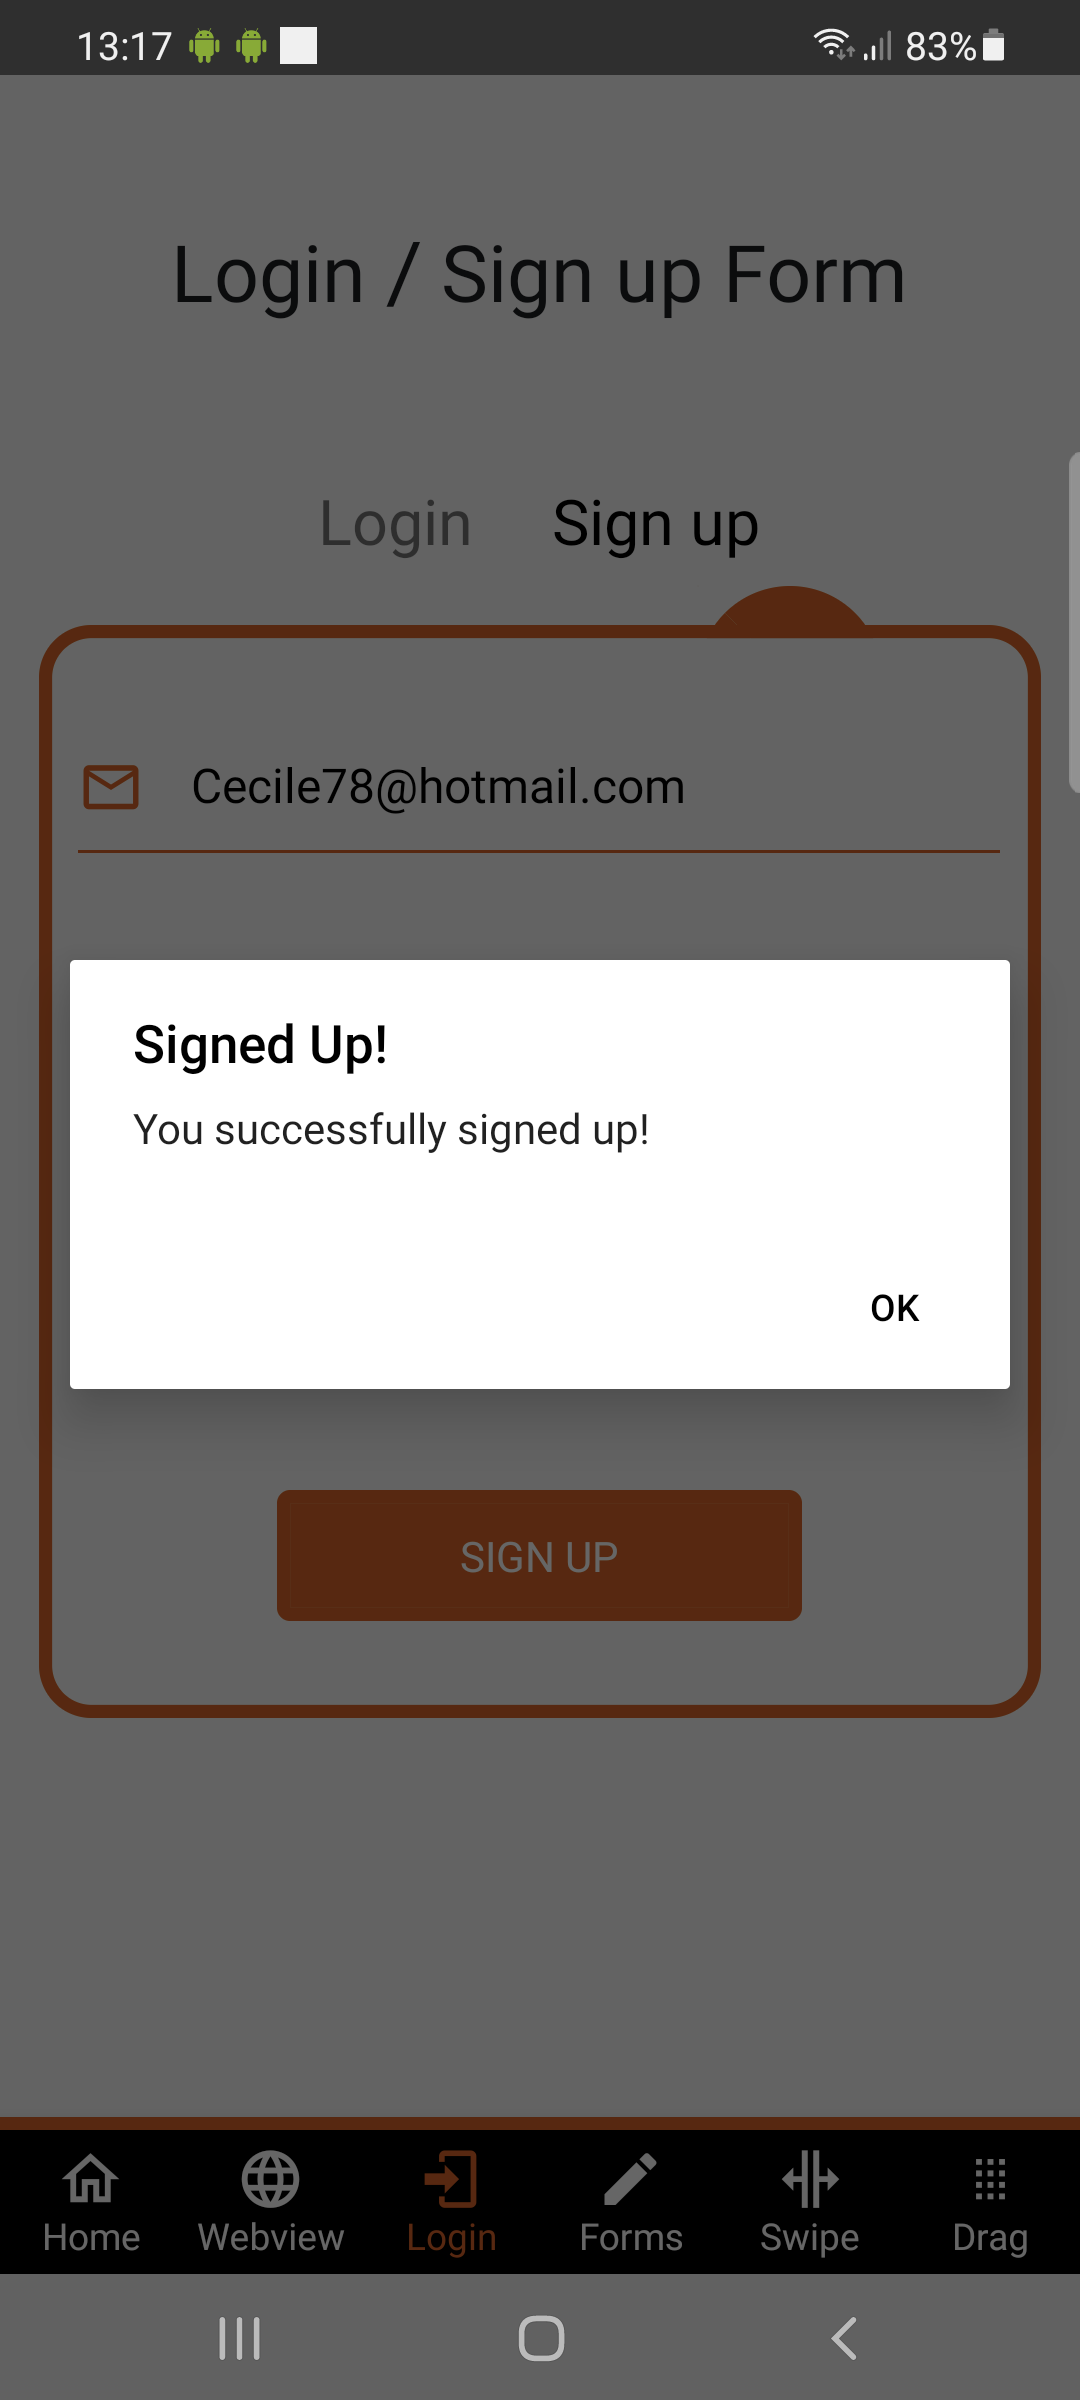 13:17 83%
Login / Sign up Form
Login Sign up
Cecile78@hotmail.com
Signed Up!
You successfully signed up!
OK
SIGN UP
Home Webview Login Forms Swipe Drag